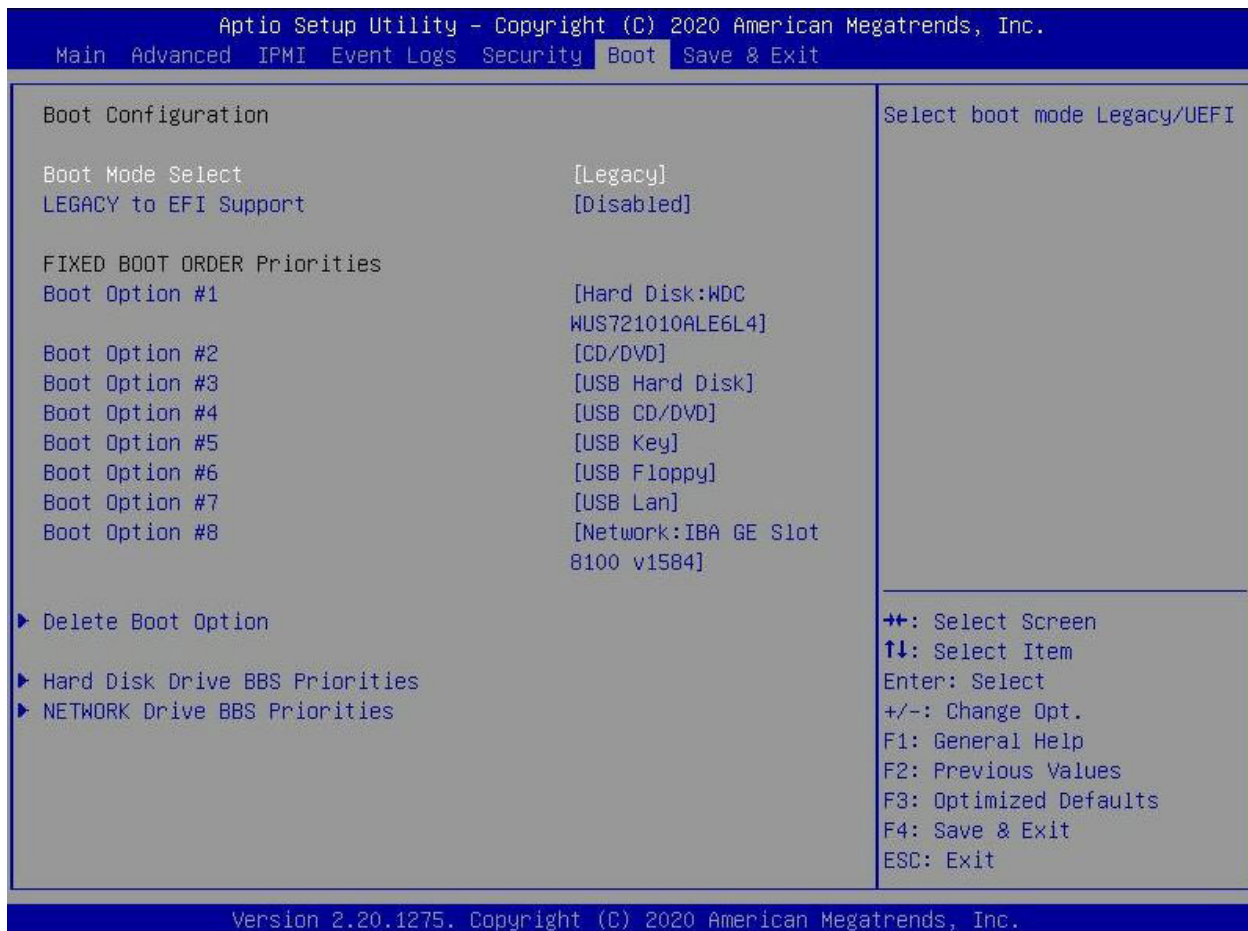 Aptio Setup Utility – Copyright (C) 2020 American Megatrends, Inc.
Main Advanced IPMI Event Logs Security Boot Save & Exit
Boot Configuration
Select boot mode Legacy/UEFI
Boot Mode Select [Legacy]
LEGACY to EFI Support [Disabled]
FIXED BOOT ORDER Priorities
Boot Option #1 [Hard Disk:WDC
WUS721010ALE6L4]
Boot Option #2 [CD/DVD]
Boot Option #3 [USB Hard Disk]
Boot Option #4 [USB CD/DVD]
Boot Option #5 [USB Key]
Boot Option #6 [USB Floppy]
Boot Option #7 [USB Lan]
Boot Option #8 [Network:IBA GE Slot
8100 v1584]
Delete Boot Option
Hard Disk Drive BBS Priorities
NETWORK Drive BBS Priorities
→←: Select Screen
↑↓: Select Item
Enter: Select
+/-: Change Opt.
F1: General Help
F2: Previous Values
F3: Optimized Defaults
F4: Save & Exit
ESC: Exit
Version 2.20.1275. Copyright (C) 2020 American Megatrends, Inc.